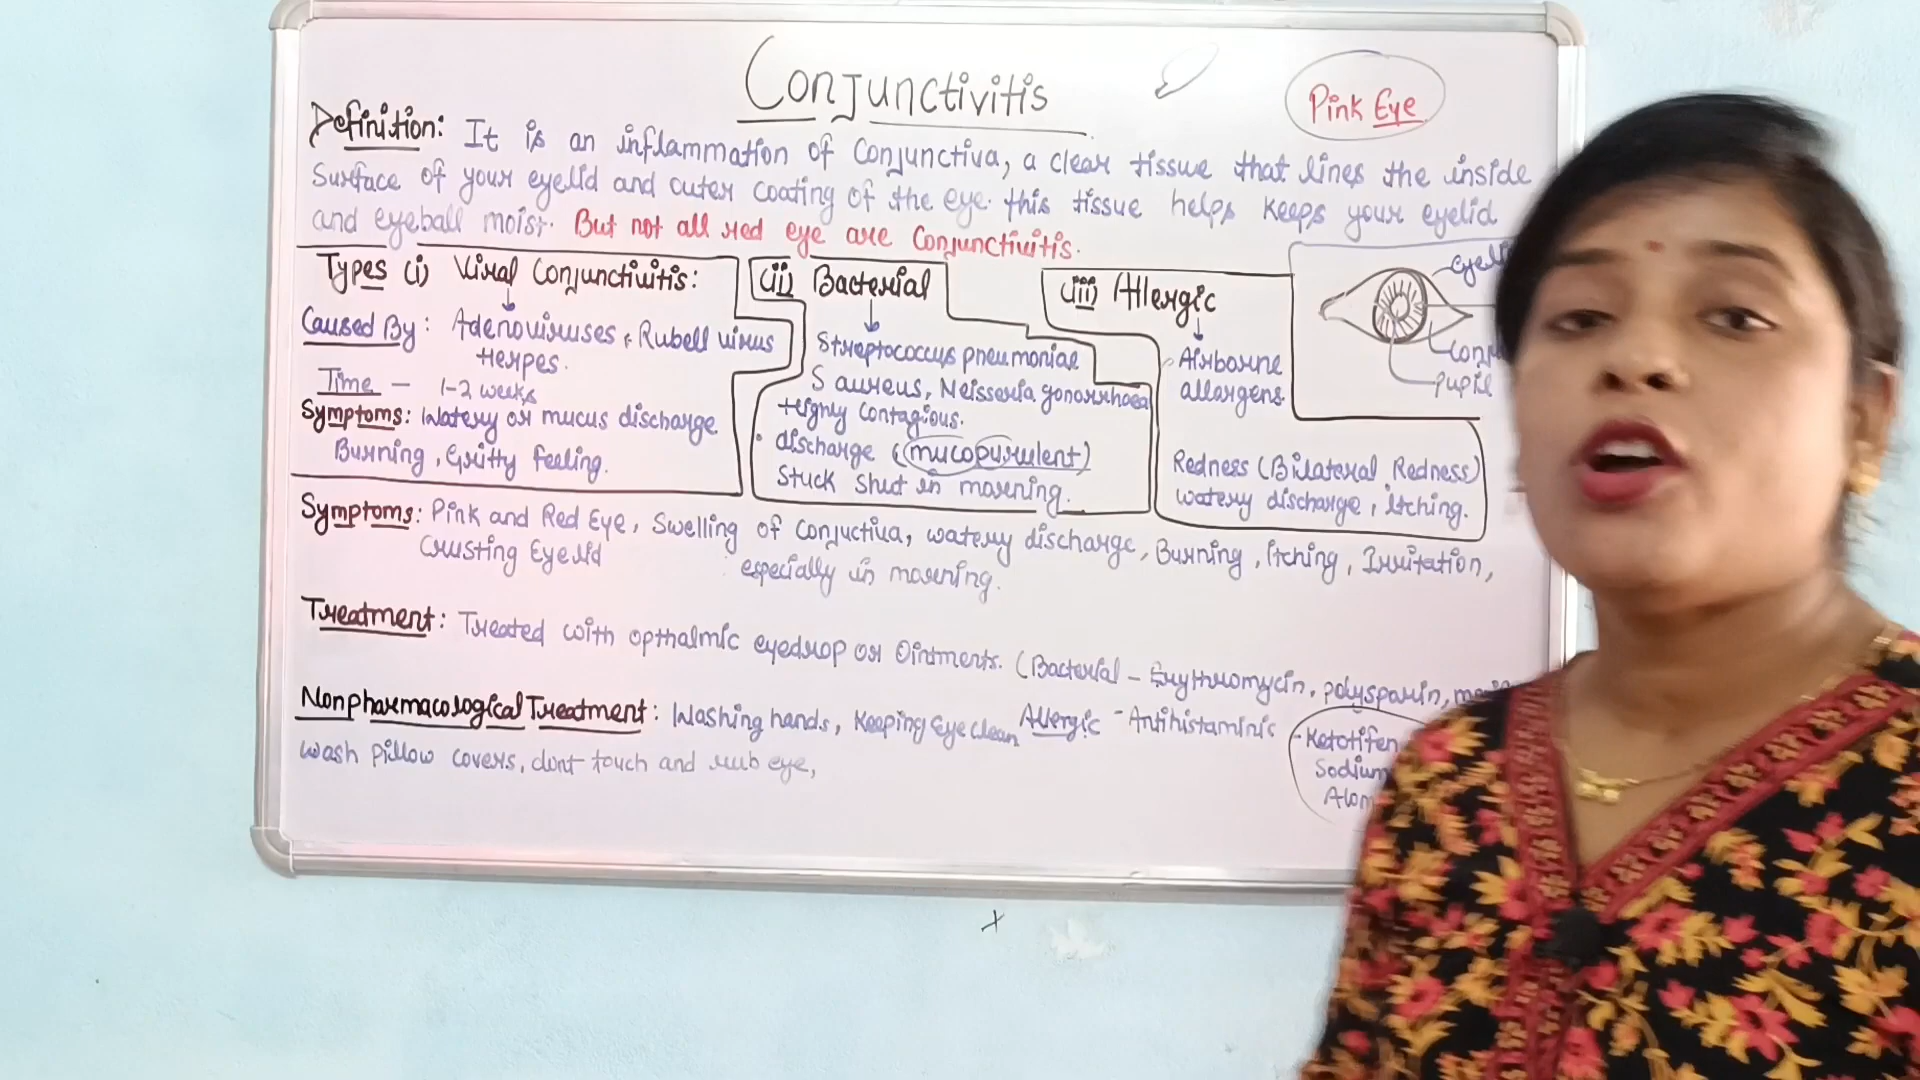 Conjunctivitis
Pink Eye
Definition: It is an inflammation of Conjunctiva, a clear tissue that lines the inside
Surface of your eyelid and outer coating of the eye. this tissue helps keeps your eyelid
and eyeball moist. But not all red eye are Conjunctivitis.
Types (i) Viral Conjunctivitis:
Caused By: Adenoviruses, Rubell virus
Herpes.
Time - 1-2 weeks
Symptoms: Watery or mucus discharge
Burning, Gritty feeling.
(ii) Bacterial
Streptococcus pneumoniae
S aureus, Neisseria gonorrhoea
Highly contagious.
discharge (mucopurulent)
Stuck shut in morning.
(iii) Allergic
Airborne
allargens.
Redness (Bilateral Redness)
watery discharge, itching.
pupil
Symptoms: Pink and Red Eye, Swelling of conjuctiva, watery discharge, Burning, Itching, Irritation,
Crusting Eyelid especially in morning.
Treatment: Treated with opthalmic eyedrop or Ointments. (Bacterial - Erythromycin, polysparin,
Nonpharmacological Treatment: Washing hands, Keeping Eye clean Allergic - Antihistaminic - Ketotifen
Sodium
wash pillow covers, dont touch and rub eye,